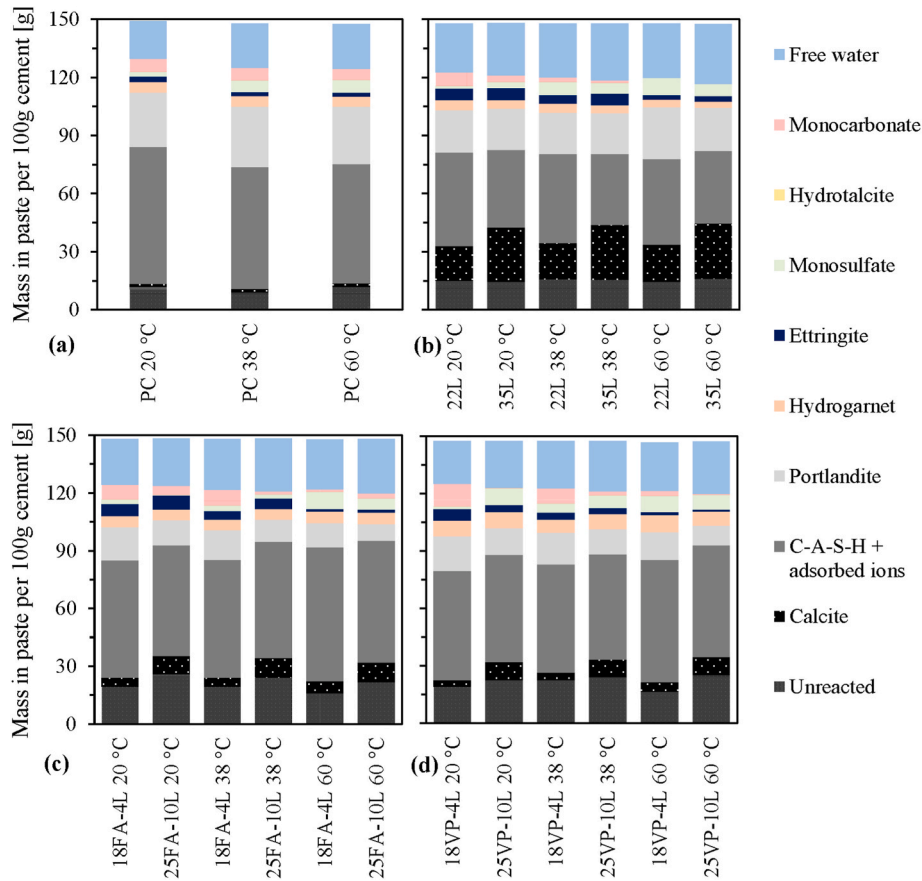 Mass in paste per 100g cement [g]
150
120
90
60
30
0
(a)
PC 20 °C
PC 38 °C
PC 60 °C
(b)
22L 20 °C
35L 20 °C
22L 38 °C
35L 38 °C
22L 60 °C
35L 60 °C
Mass in paste per 100g cement [g]
150
120
90
60
30
0
(c)
18FA-4L 20 °C
25FA-10L 20 °C
18FA-4L 38 °C
25FA-10L 38 °C
18FA-4L 60 °C
25FA-10L 60 °C
(d)
18VP-4L 20 °C
25VP-10L 20 °C
18VP-4L 38 °C
25VP-10L 38 °C
18VP-4L 60 °C
25VP-10L 60 °C
Free water
Monocarbonate
Hydrotalcite
Monosulfate
Ettringite
Hydrogarnet
Portlandite
C-A-S-H +
adsorbed ions
Calcite
Unreacted